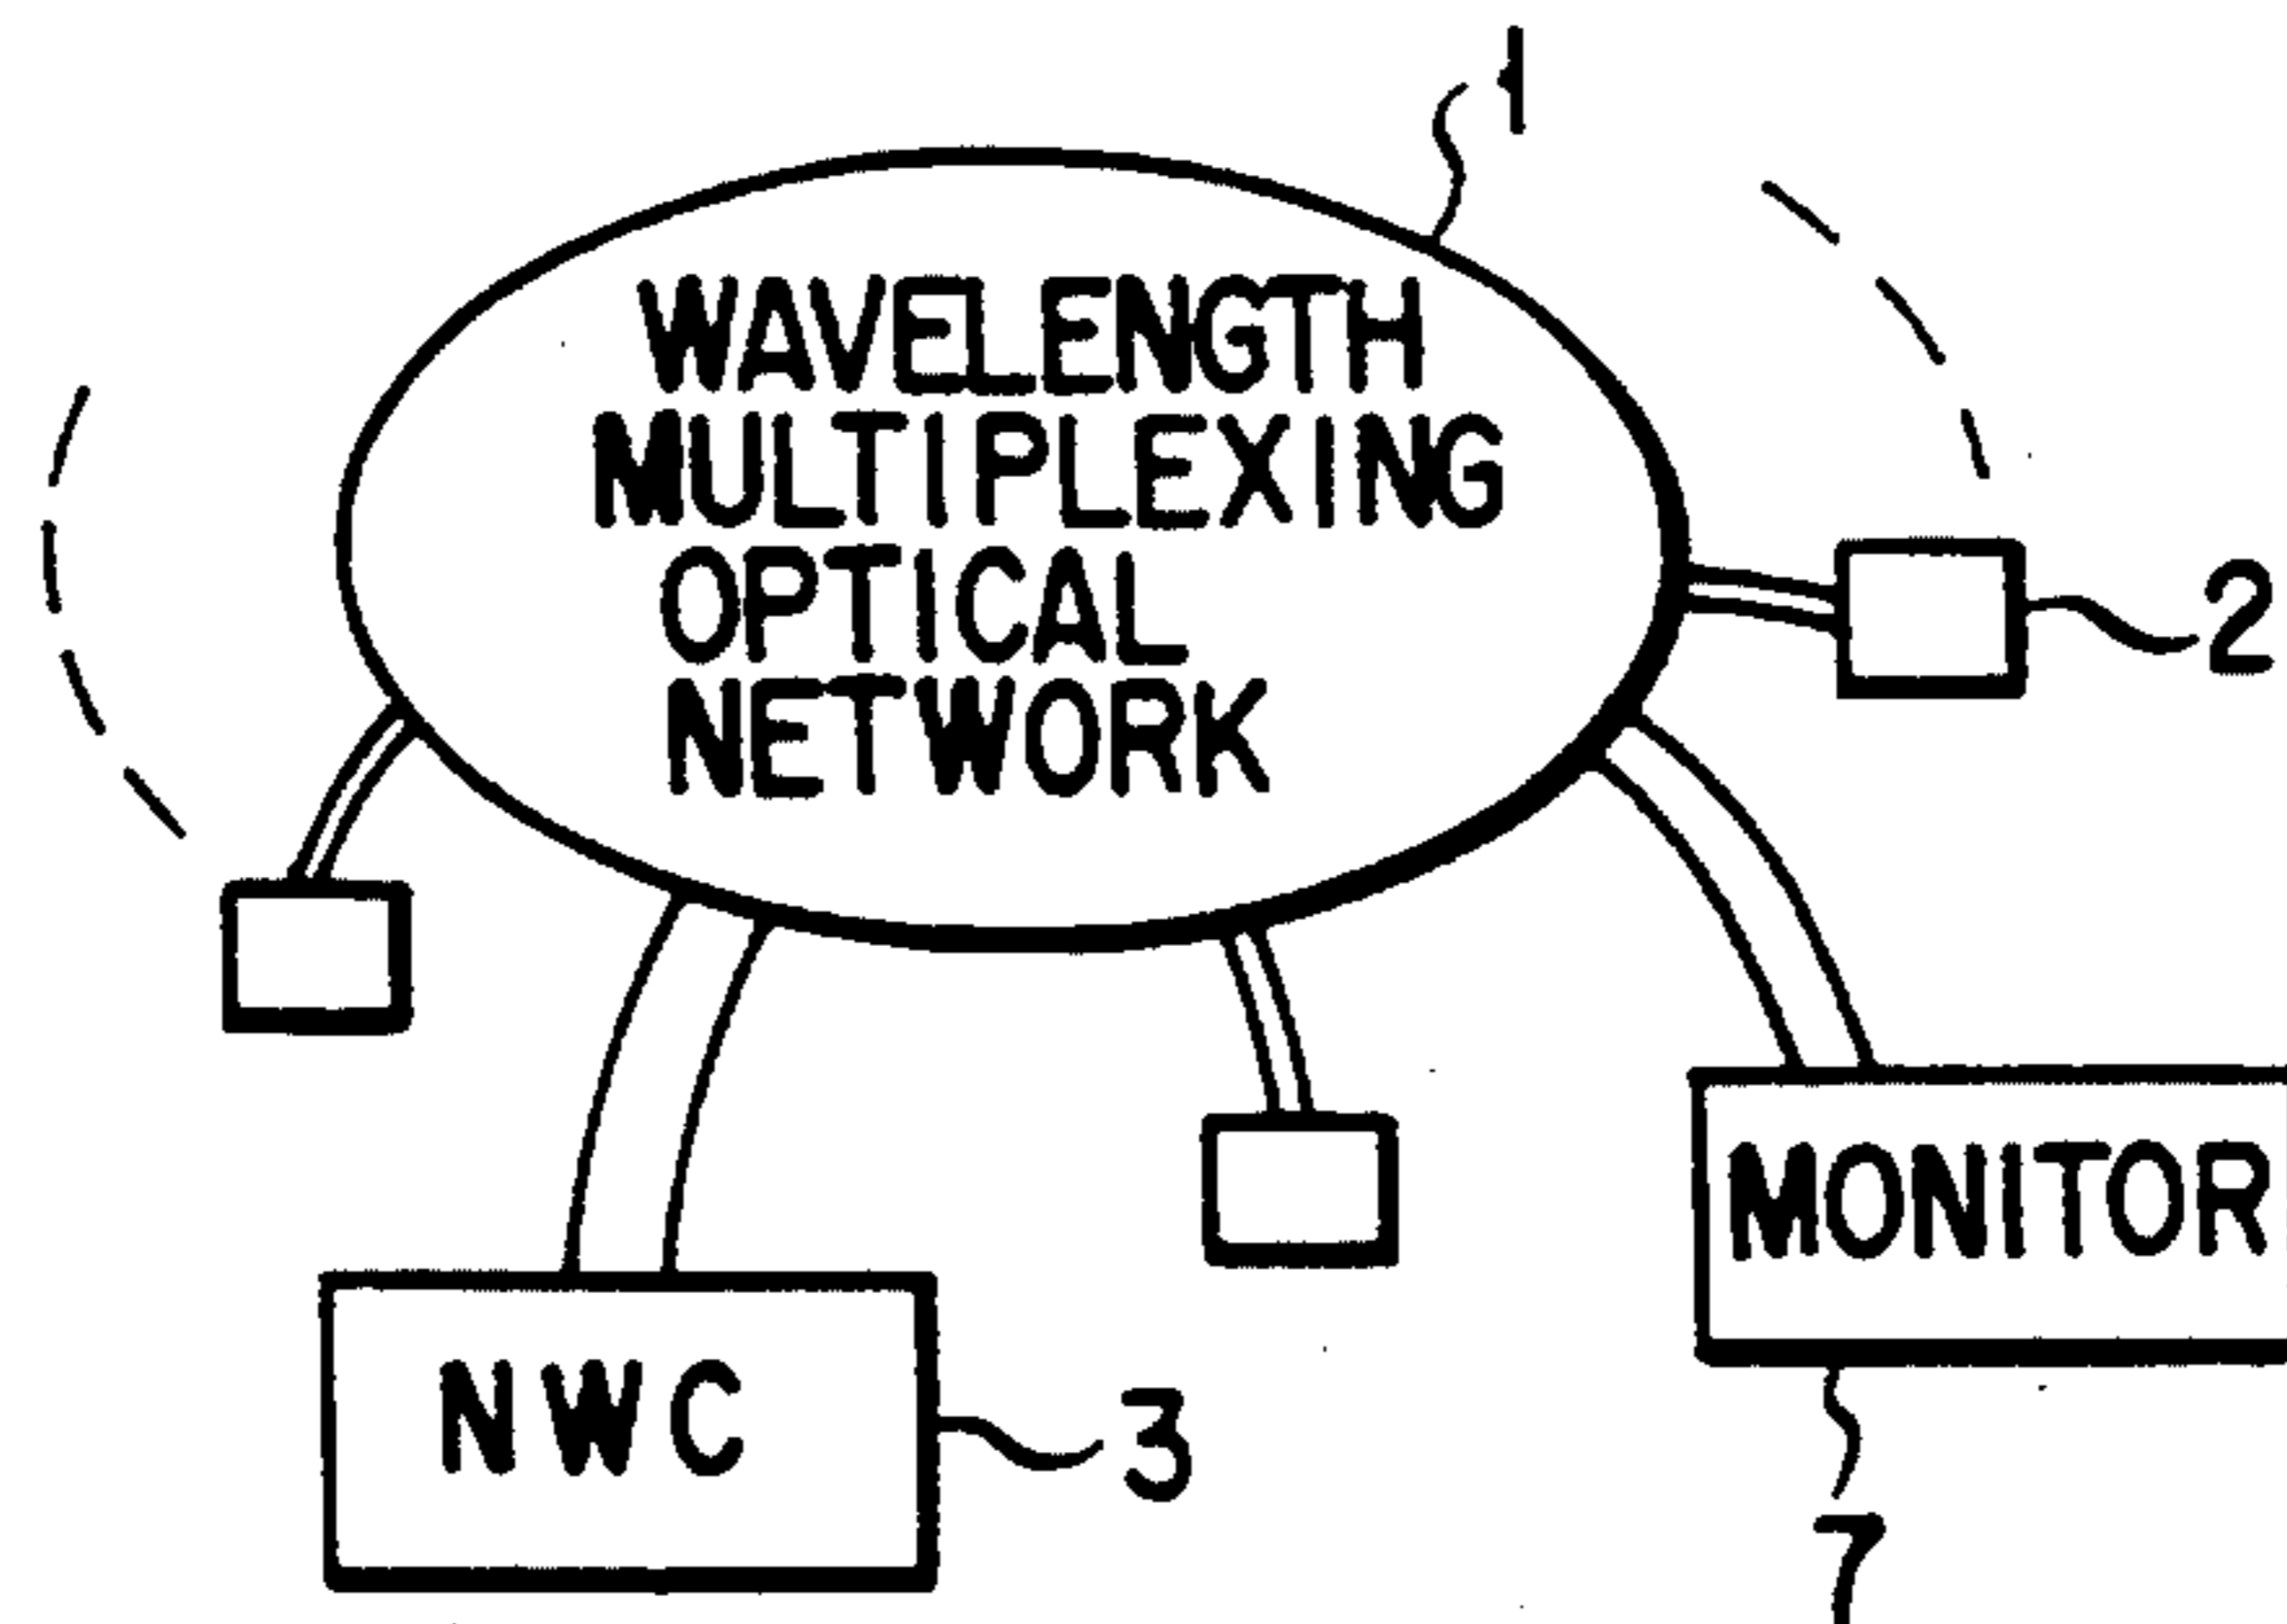 1
WAVELENGTH
MULTIPLEXING
OPTICAL
NETWORK
2
MONITOR
NWC
3
7